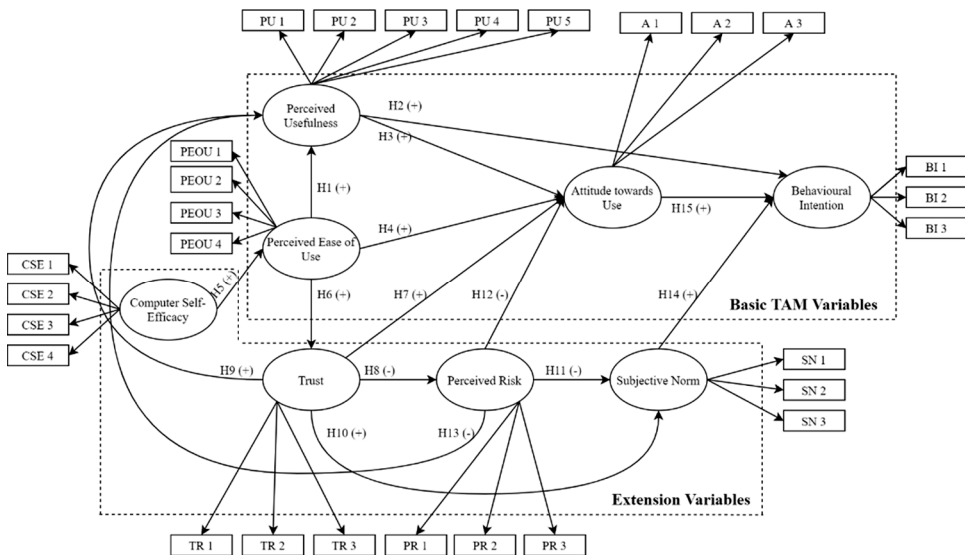 PU 1
PU 2
PU 3
PU 4
PU 5
A 1
A 2
A 3
Perceived
Usefulness
H2 (+)
H3 (+)
PEOU 1
PEOU 2
PEOU 3
PEOU 4
H1 (+)
Attitude towards
Use
H15 (+)
Behavioural
Intention
BI 1
BI 2
BI 3
Perceived Ease of
Use
H4 (+)
CSE 1
CSE 2
CSE 3
CSE 4
Computer Self-
Efficacy
H5 (+)
H6 (+)
H7 (+)
H12 (-)
H14 (+)
Basic TAM Variables
H9 (+)
Trust
H8 (-)
Perceived Risk
H11 (-)
Subjective Norm
SN 1
SN 2
SN 3
H10 (+)
H13 (-)
Extension Variables
TR 1
TR 2
TR 3
PR 1
PR 2
PR 3